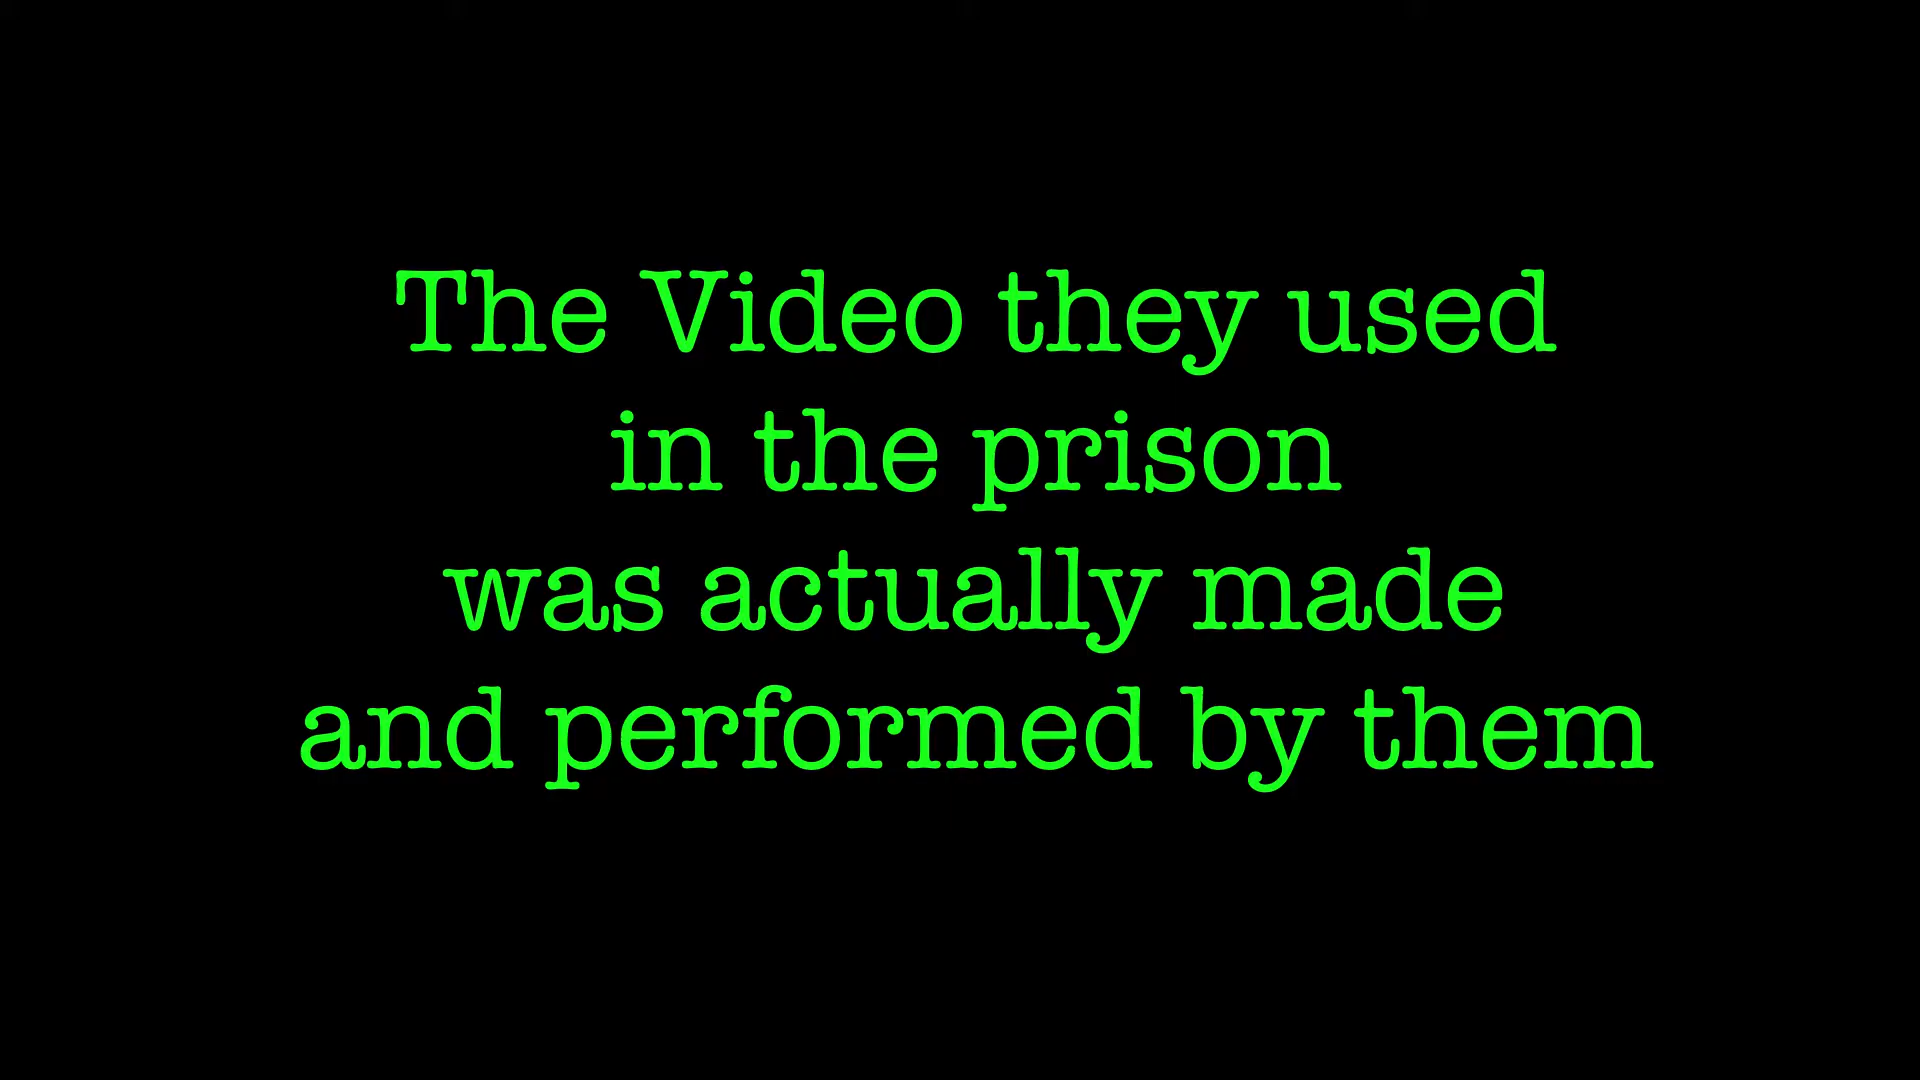 The Video they used
in the prison
was actually made
and performed by them